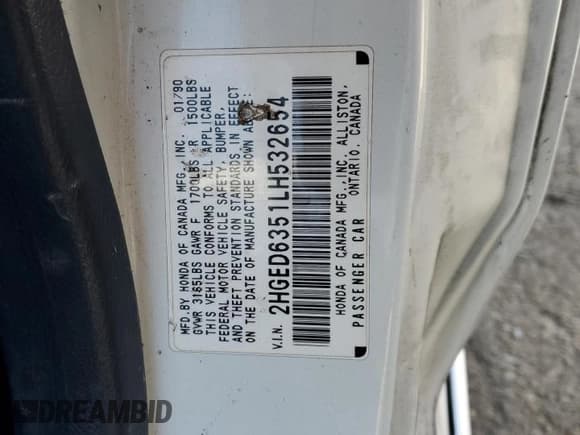 MFD.BY HONDA OF CANADA MFG.,INC. 01/90
GVWR 3185LBS GAWR F 1700LBS R 1500LBS
THIS VEHICLE CONFORMS TO ALL APPLICABLE
FEDERAL MOTOR VEHICLE SAFETY, BUMPER,
AND THEFT PREVENTION STANDARDS IN EFFECT
ON THE DATE OF MANUFACTURE SHOWN ABOVE:
V.I.N. 2HGED6351LH532654
HONDA OF CANADA MFG.,INC. ALLISTON,
ONTARIO, CANADA
PASSENGER CAR
DREAMBID